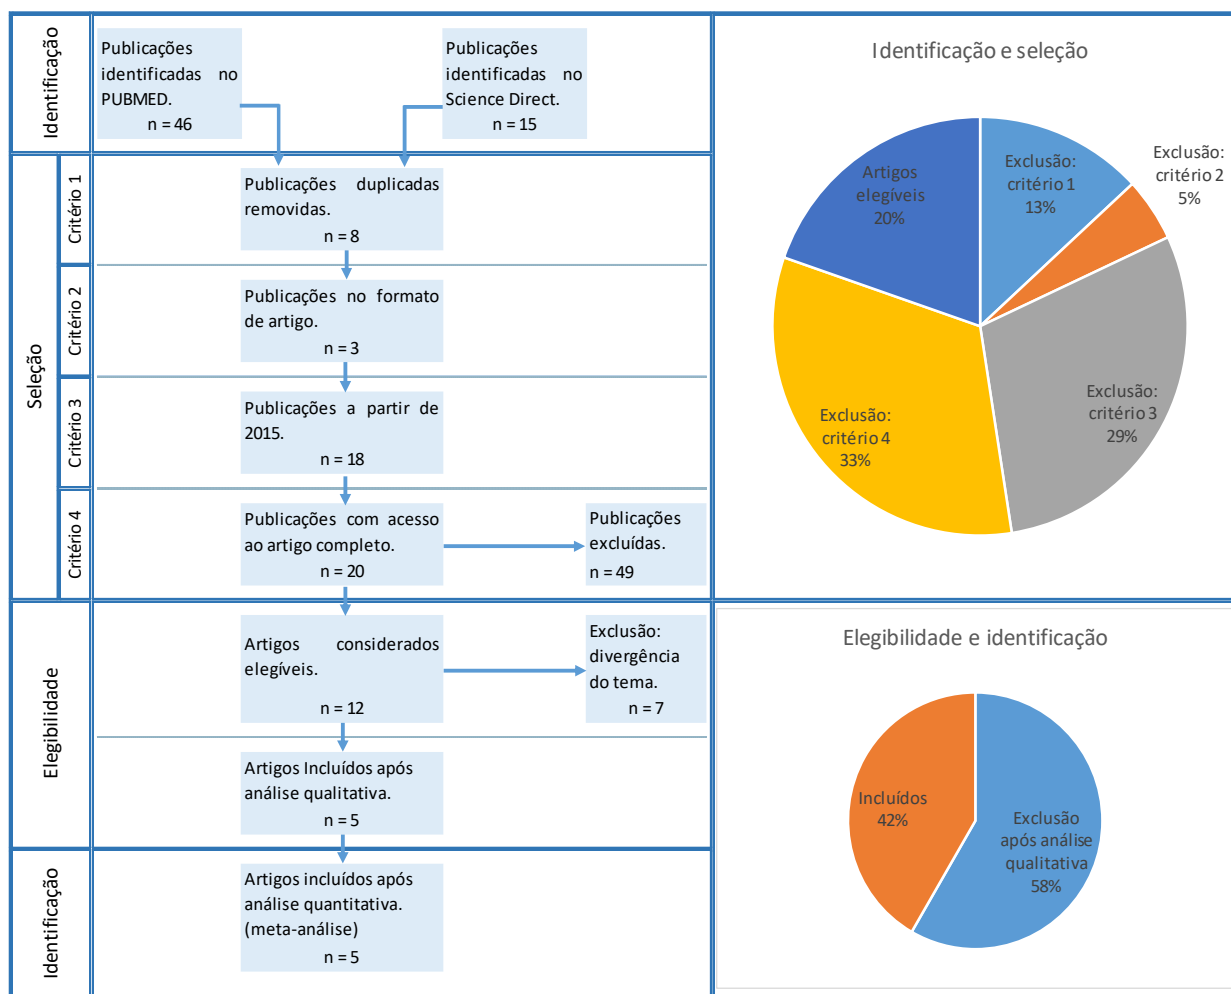 Identificação
Publicações
identificadas no
PUBMED.
n = 46
Publicações
identificadas no
Science Direct.
n = 15
Seleção
Critério 1
Publicações duplicadas
removidas.
n = 8
Critério 2
Publicações no formato
de artigo.
n = 3
Critério 3
Publicações a partir de
2015.
n = 18
Critério 4
Publicações com acesso
ao artigo completo.
n = 20
Publicações
excluídas.
n = 49
Elegibilidade
Artigos considerados
elegíveis.
n = 12
Exclusão:
divergência
do tema.
n = 7
Artigos Incluídos após
análise qualitativa.
n = 5
Identificação
Artigos incluídos após
análise quantitativa.
(meta-análise)
n = 5
Identificação e seleção
Exclusão:
critério 1
13%
Exclusão:
critério 2
5%
Exclusão:
critério 3
29%
Exclusão:
critério 4
33%
Artigos
elegíveis
20%
Elegibilidade e identificação
Incluídos
42%
Exclusão
após análise
qualitativa
58%